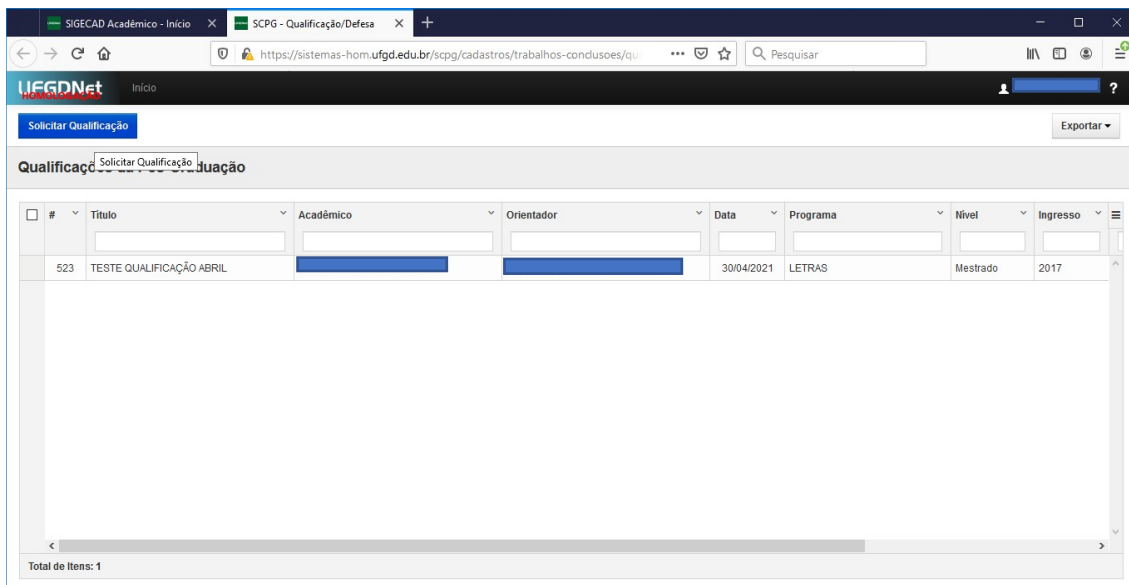 SIGECAD Acadêmico - Início
SCPG - Qualificação/Defesa
https://sistemas-hom.ufgd.edu.br/scpg/cadastros/trabalhos-conclusoes/qu
Pesquisar
UFGDNet
HOMOLOGAÇÃO
Início
?
Solicitar Qualificação
Exportar
Solicitar Qualificação
# Título Acadêmico Orientador Data Programa Nível Ingresso
523 TESTE QUALIFICAÇÃO ABRIL 30/04/2021 LETRAS Mestrado 2017
Total de Itens: 1